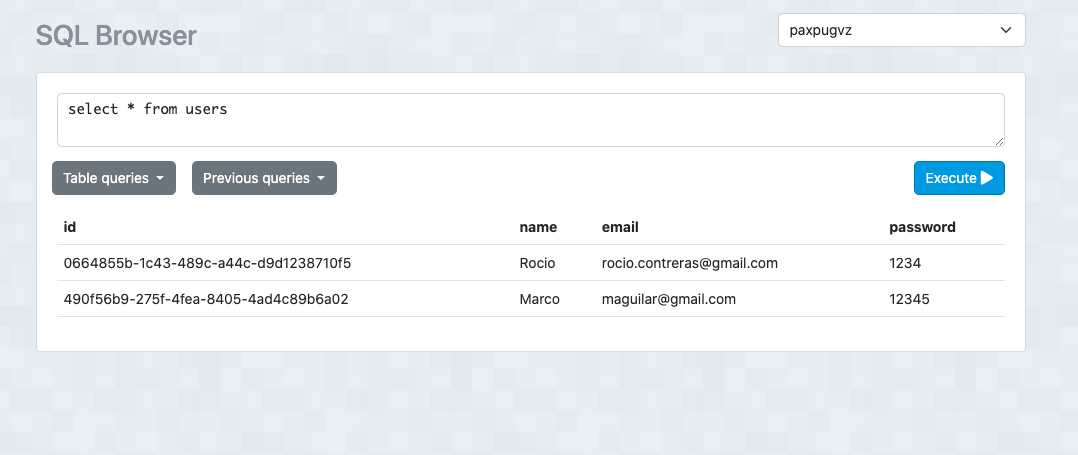 SQL Browser
paxpugvz
select * from users
Table queries
Previous queries
Execute
id name email password
0664855b-1c43-489c-a44c-d9d1238710f5 Rocio rocio.contreras@gmail.com 1234
490f56b9-275f-4fea-8405-4ad4c89b6a02 Marco maguilar@gmail.com 12345